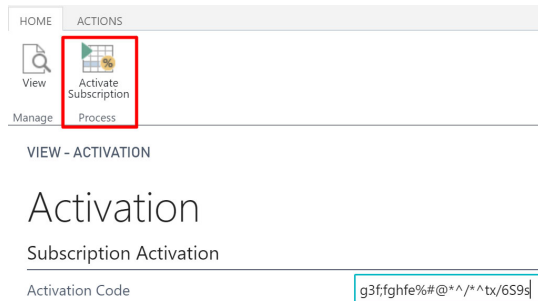 HOME ACTIONS
View Activate
Subscription
Manage Process
VIEW - ACTIVATION
Activation
Subscription Activation
Activation Code g3f;fghfe%#@*^/*^tx/6S9s